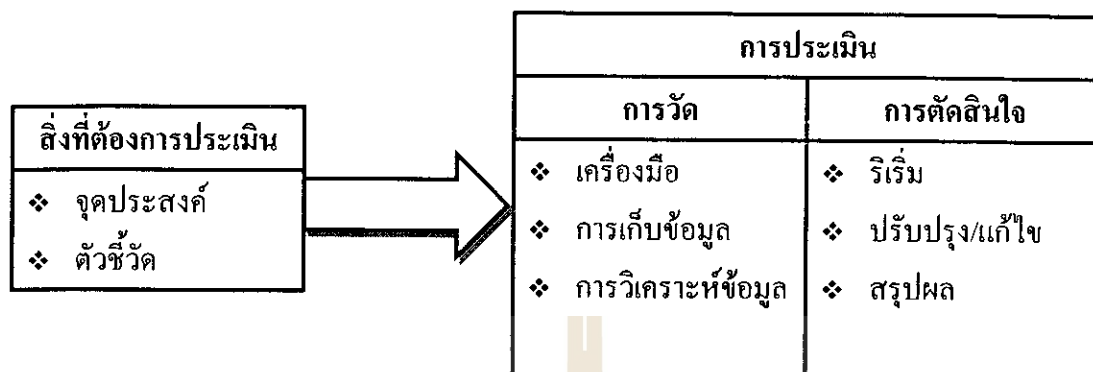 สิ่งที่ต้องการประเมิน
❖ จุดประสงค์
❖ ตัวชี้วัด
การประเมิน
การวัด
❖ เครื่องมือ
❖ การเก็บข้อมูล
❖ การวิเคราะห์ข้อมูล
การตัดสินใจ
❖ ริเริ่ม
❖ ปรับปรุง/แก้ไข
❖ สรุปผล